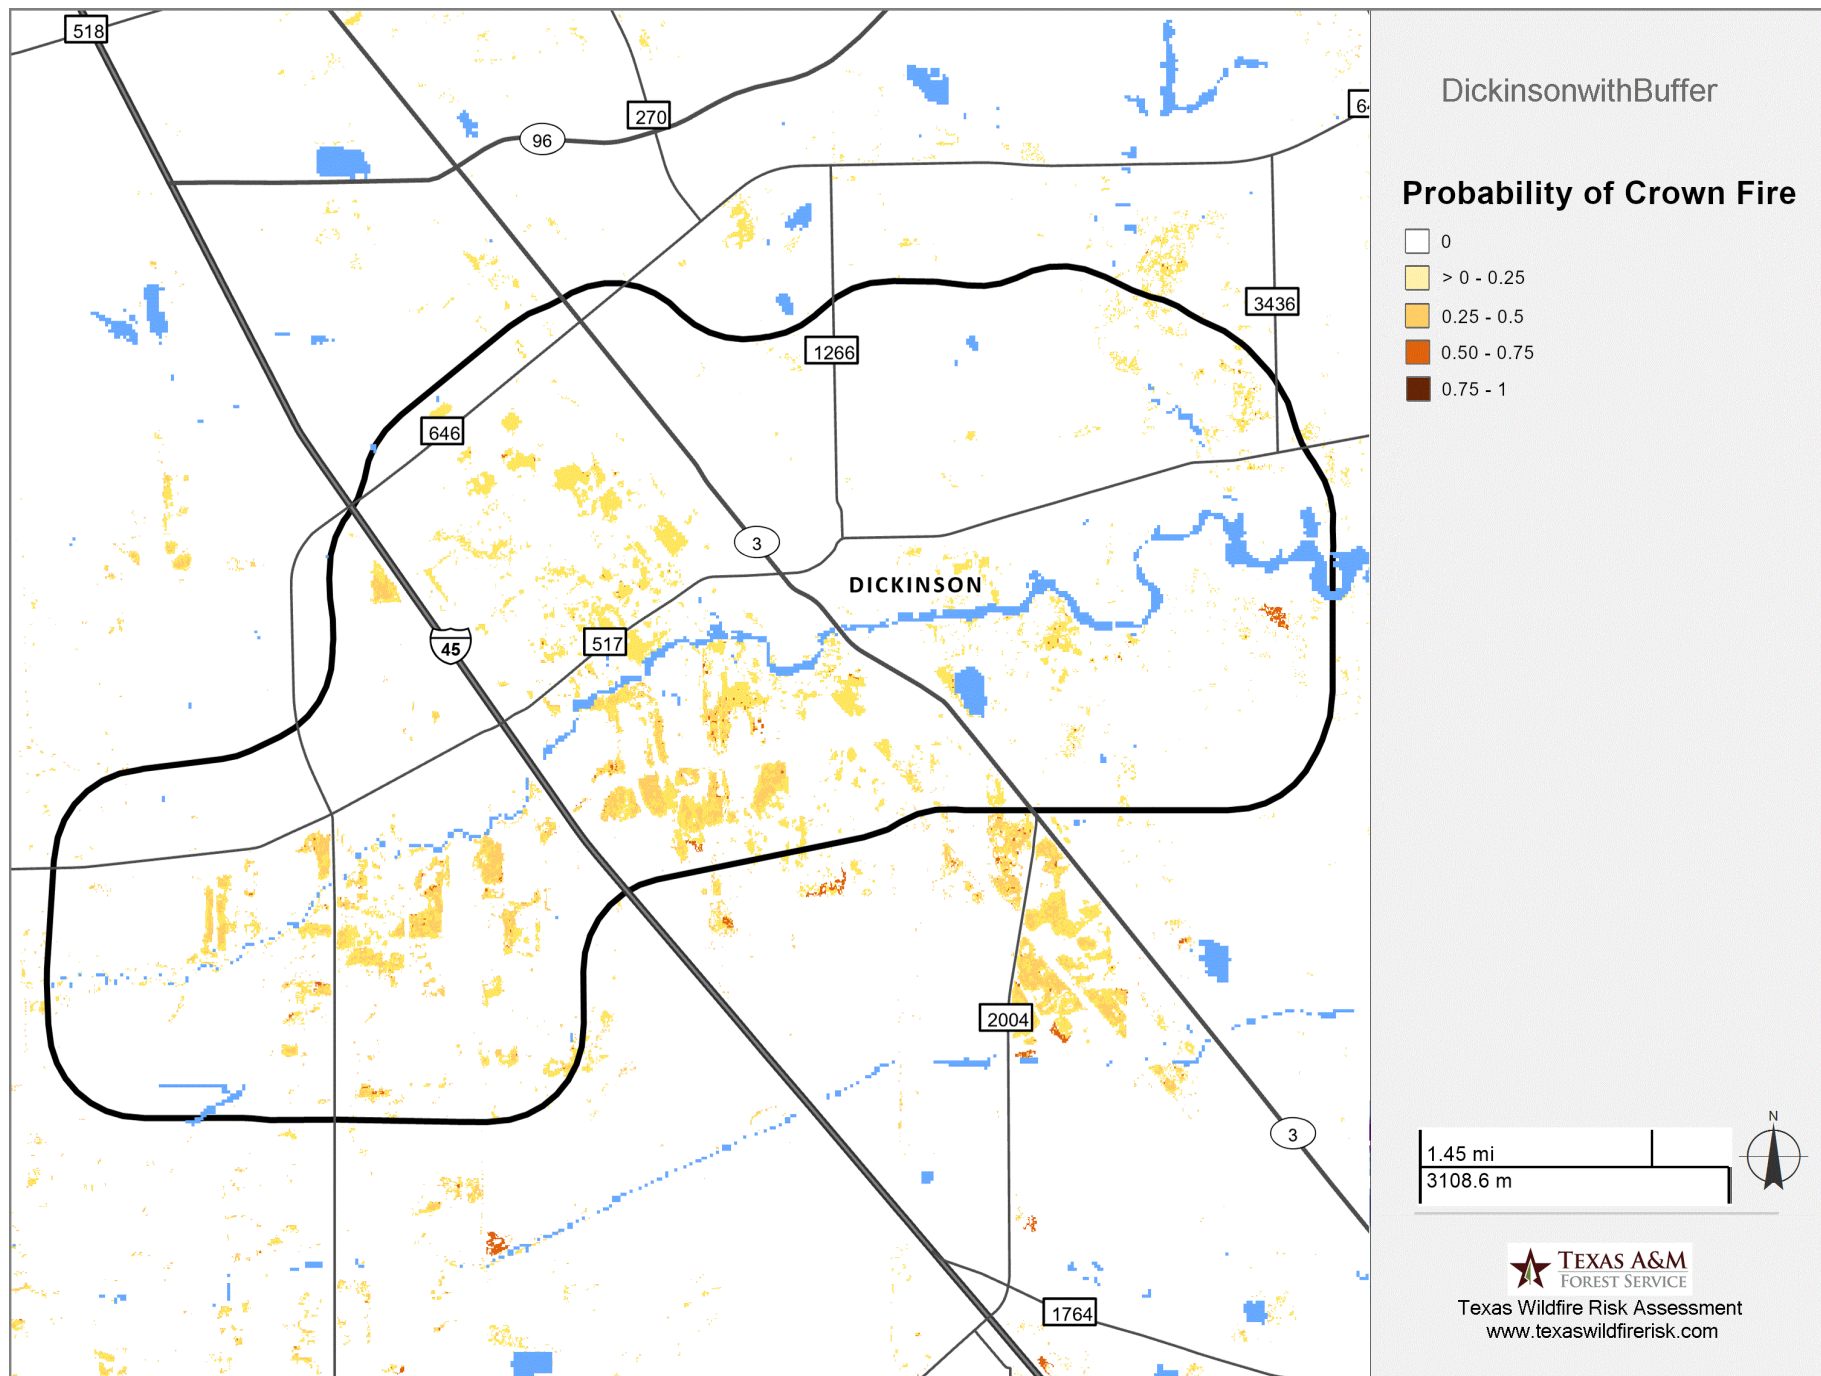 518
270
96
64
646
1266
3436
3
DICKINSON
517
45
2004
3
1764
DickinsonwithBuffer
Probability of Crown Fire
0
> 0 - 0.25
0.25 - 0.5
0.50 - 0.75
0.75 - 1
N
1.45 mi
3108.6 m
TEXAS A&M
FOREST SERVICE
Texas Wildfire Risk Assessment
www.texaswildfirerisk.com